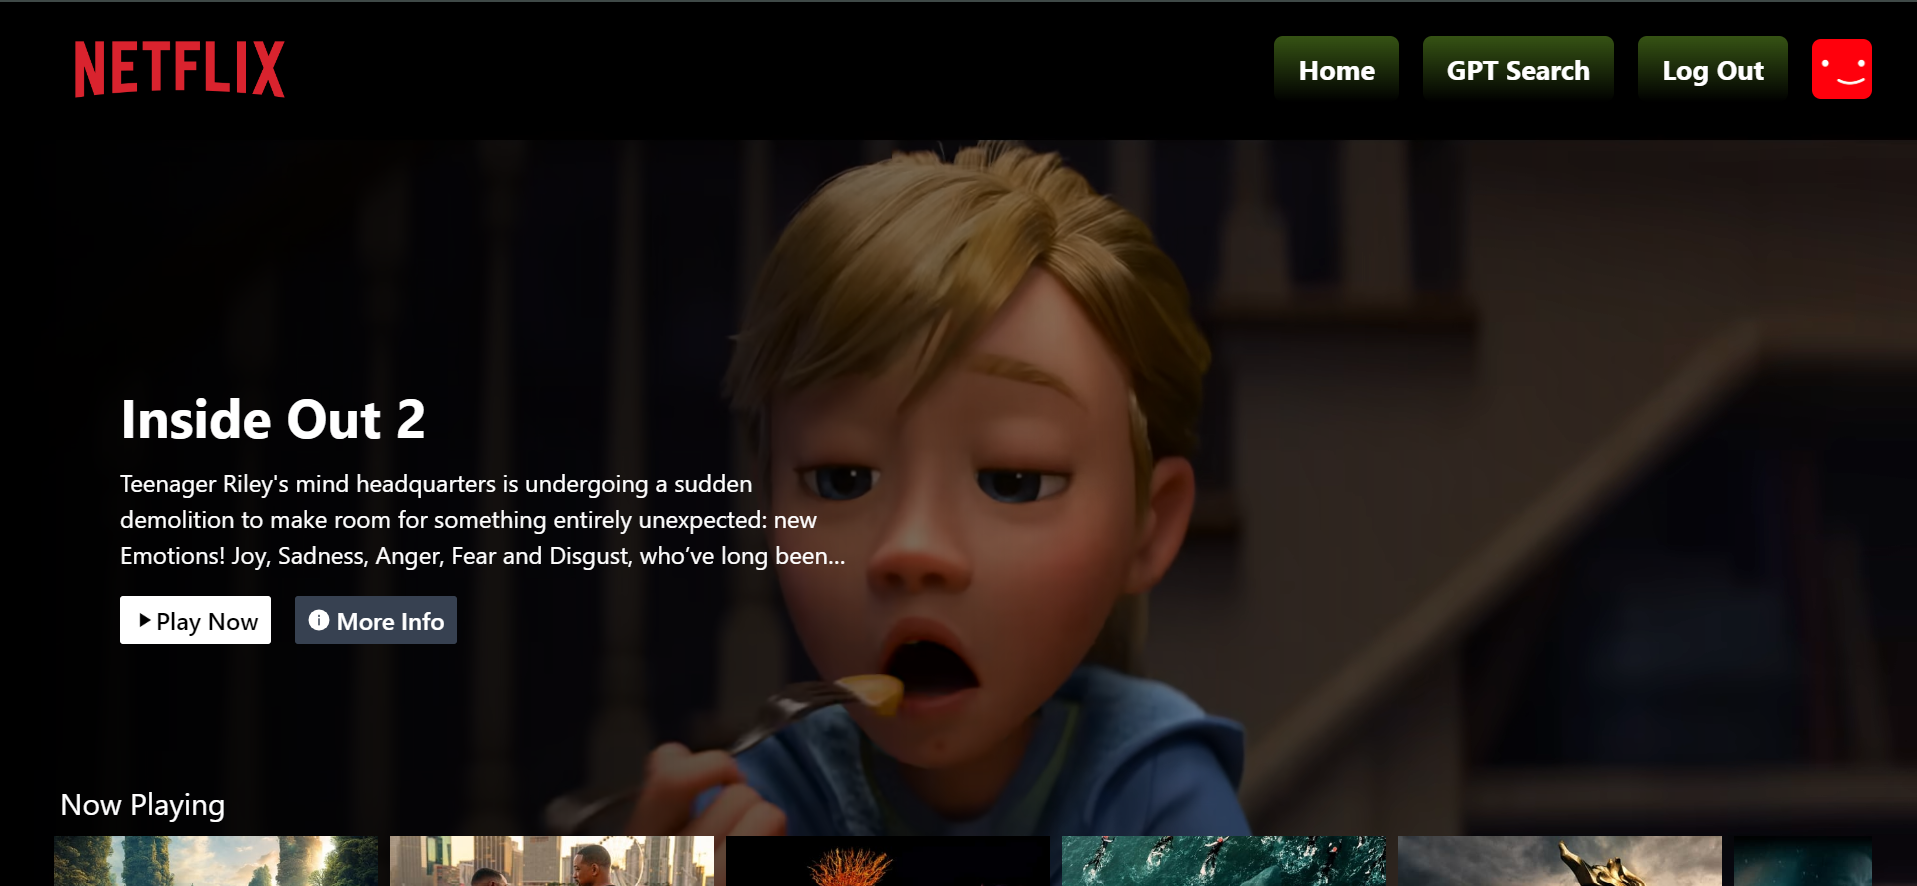 NETFLIX
Home
GPT Search
Log Out
Inside Out 2
Teenager Riley's mind headquarters is undergoing a sudden
demolition to make room for something entirely unexpected: new
Emotions! Joy, Sadness, Anger, Fear and Disgust, who’ve long been...
Play Now
More Info
Now Playing